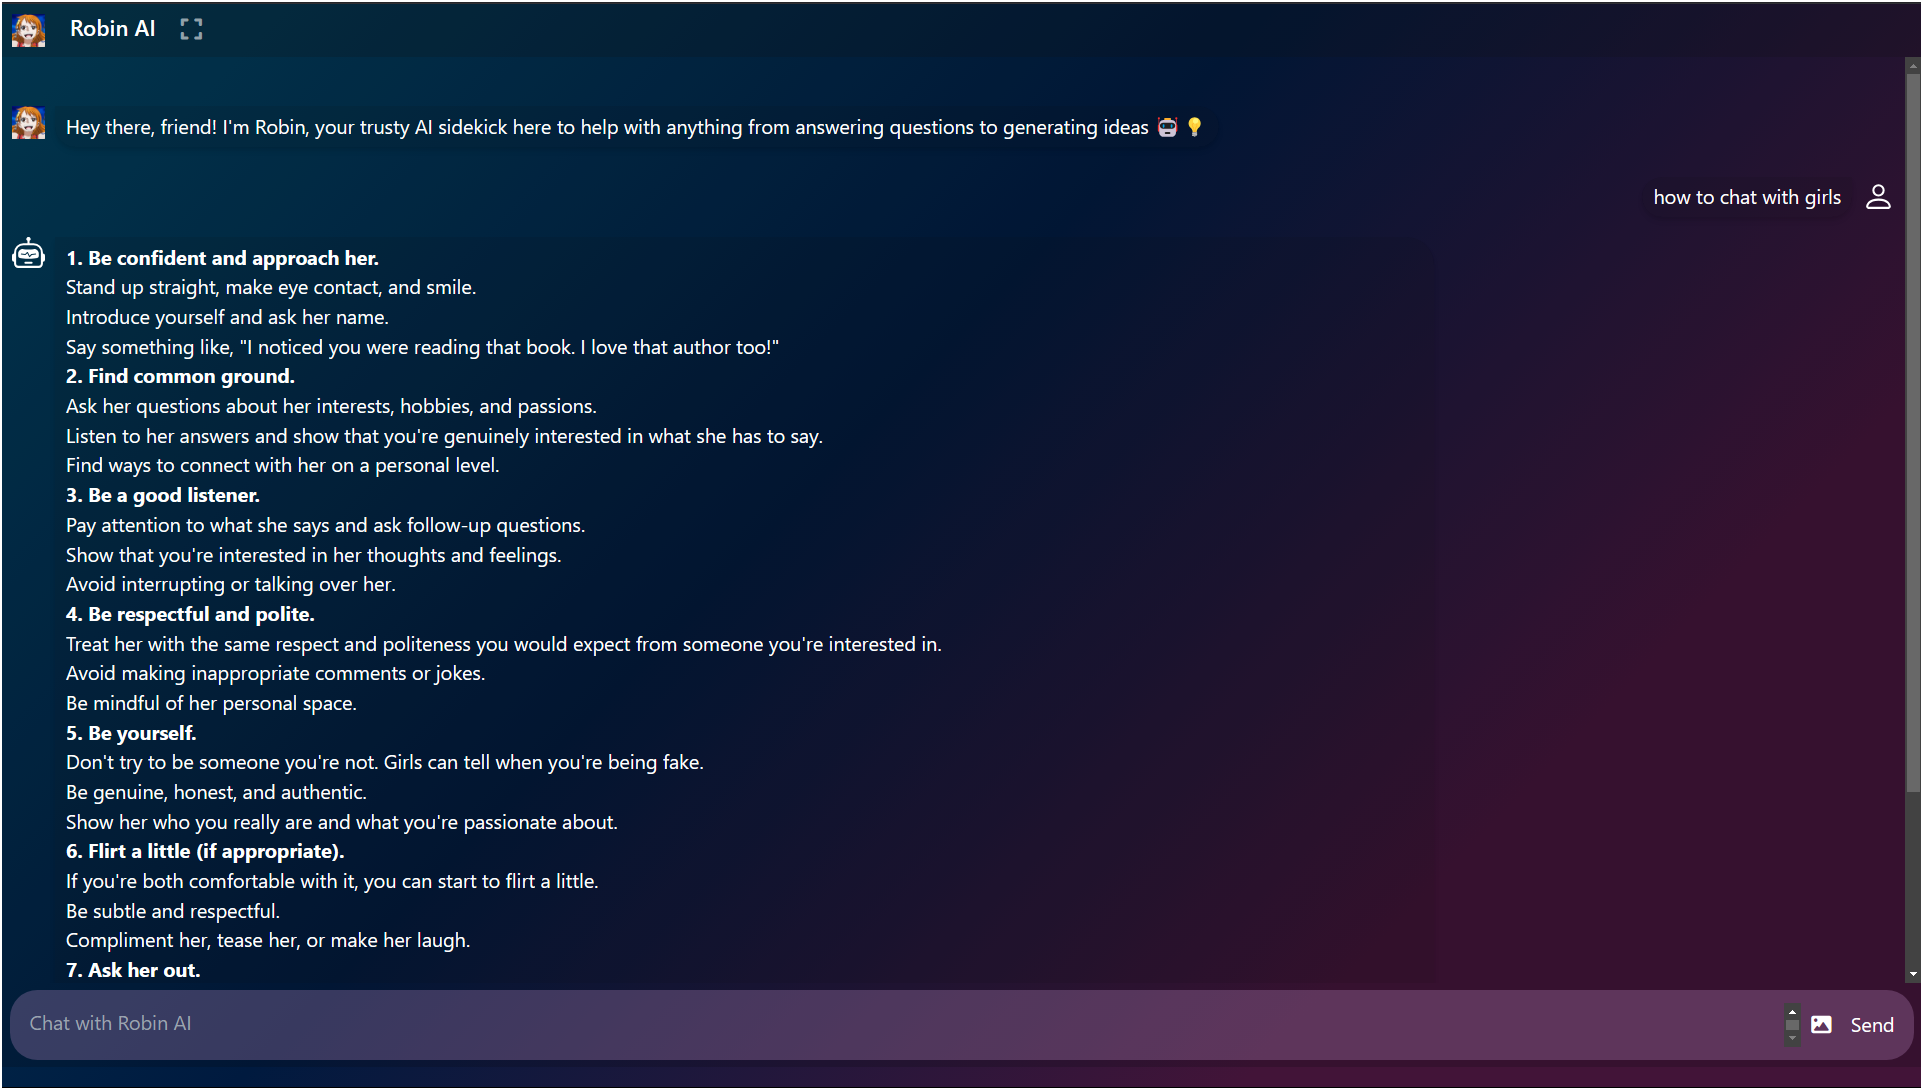 Robin AI
Hey there, friend! I'm Robin, your trusty AI sidekick here to help with anything from answering questions to generating ideas 🤖 💡
how to chat with girls
1. Be confident and approach her.
Stand up straight, make eye contact, and smile.
Introduce yourself and ask her name.
Say something like, "I noticed you were reading that book. I love that author too!"
2. Find common ground.
Ask her questions about her interests, hobbies, and passions.
Listen to her answers and show that you're genuinely interested in what she has to say.
Find ways to connect with her on a personal level.
3. Be a good listener.
Pay attention to what she says and ask follow-up questions.
Show that you're interested in her thoughts and feelings.
Avoid interrupting or talking over her.
4. Be respectful and polite.
Treat her with the same respect and politeness you would expect from someone you're interested in.
Avoid making inappropriate comments or jokes.
Be mindful of her personal space.
5. Be yourself.
Don't try to be someone you're not. Girls can tell when you're being fake.
Be genuine, honest, and authentic.
Show her who you really are and what you're passionate about.
6. Flirt a little (if appropriate).
If you're both comfortable with it, you can start to flirt a little.
Be subtle and respectful.
Compliment her, tease her, or make her laugh.
7. Ask her out.
Chat with Robin AI
Send